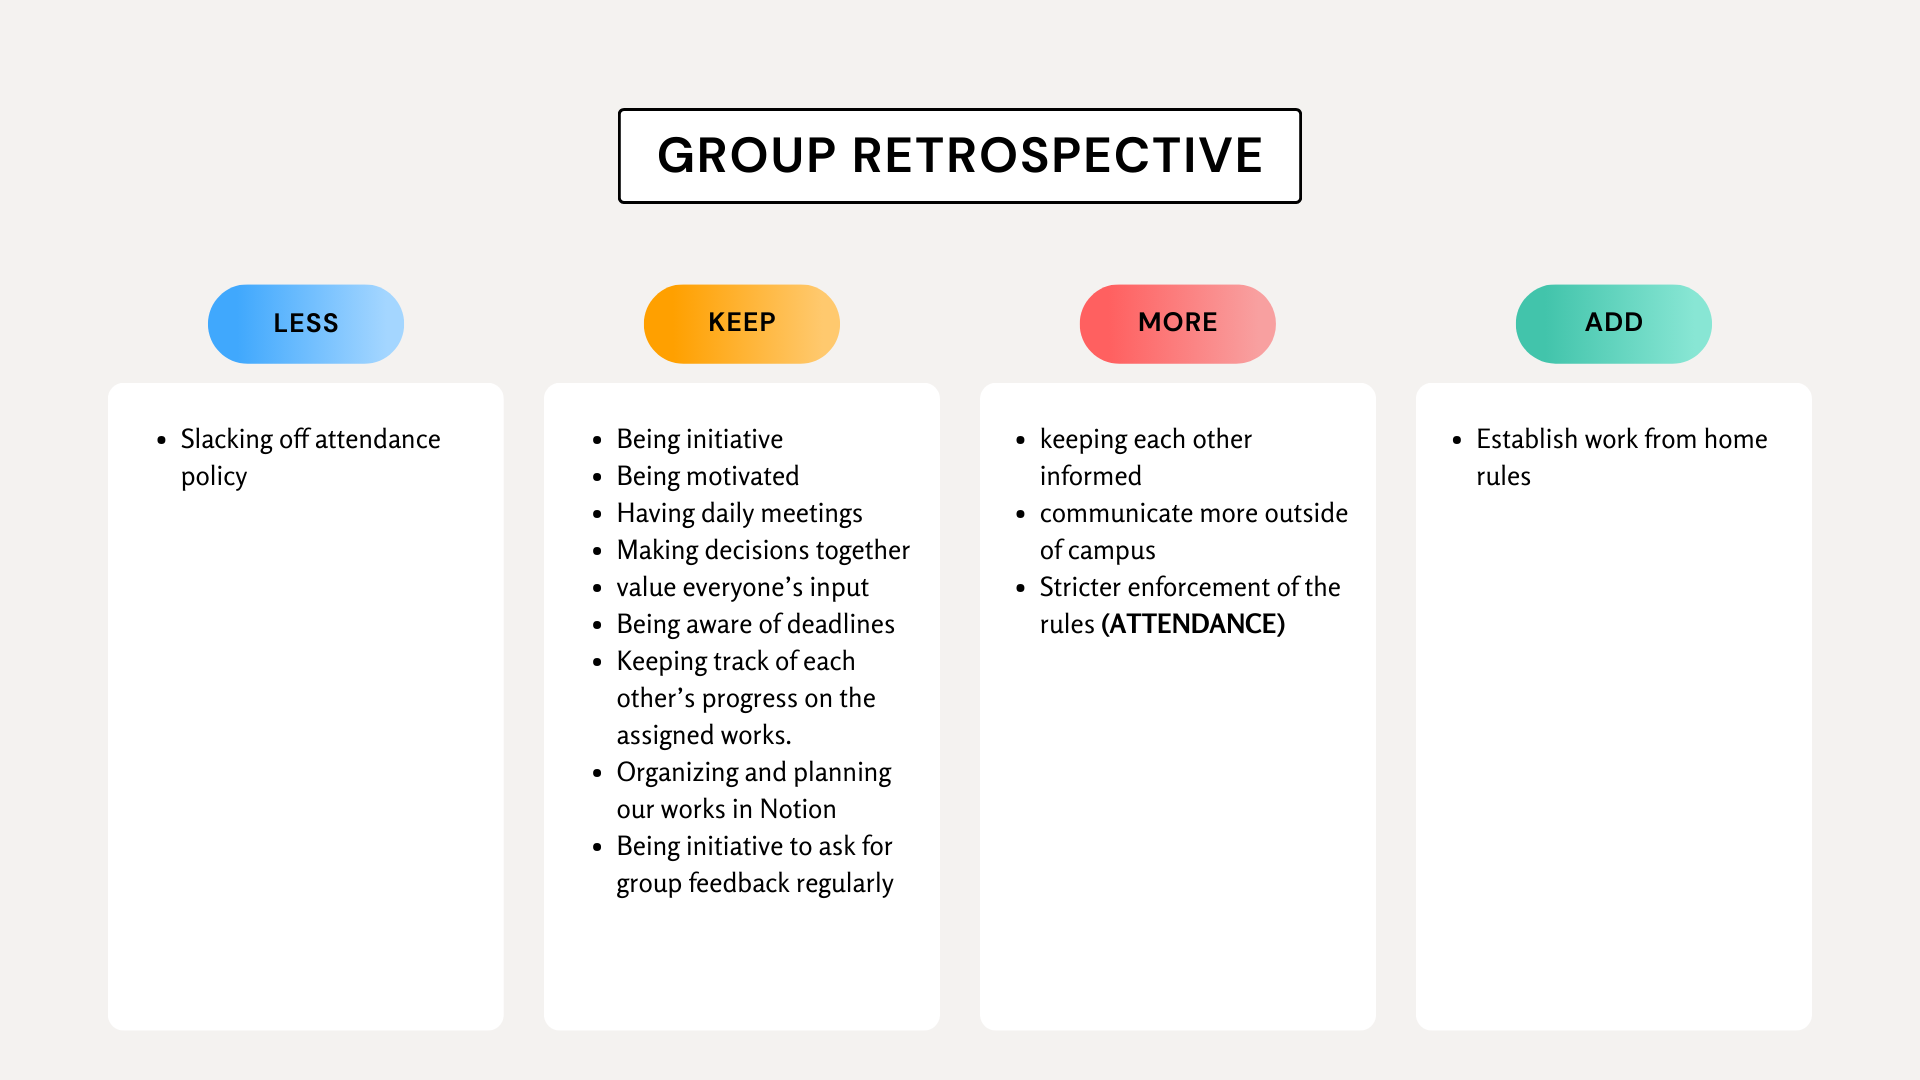 GROUP RETROSPECTIVE
LESS
• Slacking off attendance
policy
KEEP
• Being initiative
• Being motivated
• Having daily meetings
• Making decisions together
• value everyone’s input
• Being aware of deadlines
• Keeping track of each
other’s progress on the
assigned works.
• Organizing and planning
our works in Notion
• Being initiative to ask for
group feedback regularly
MORE
• keeping each other
informed
• communicate more outside
of campus
• Stricter enforcement of the
rules (ATTENDANCE)
ADD
• Establish work from home
rules